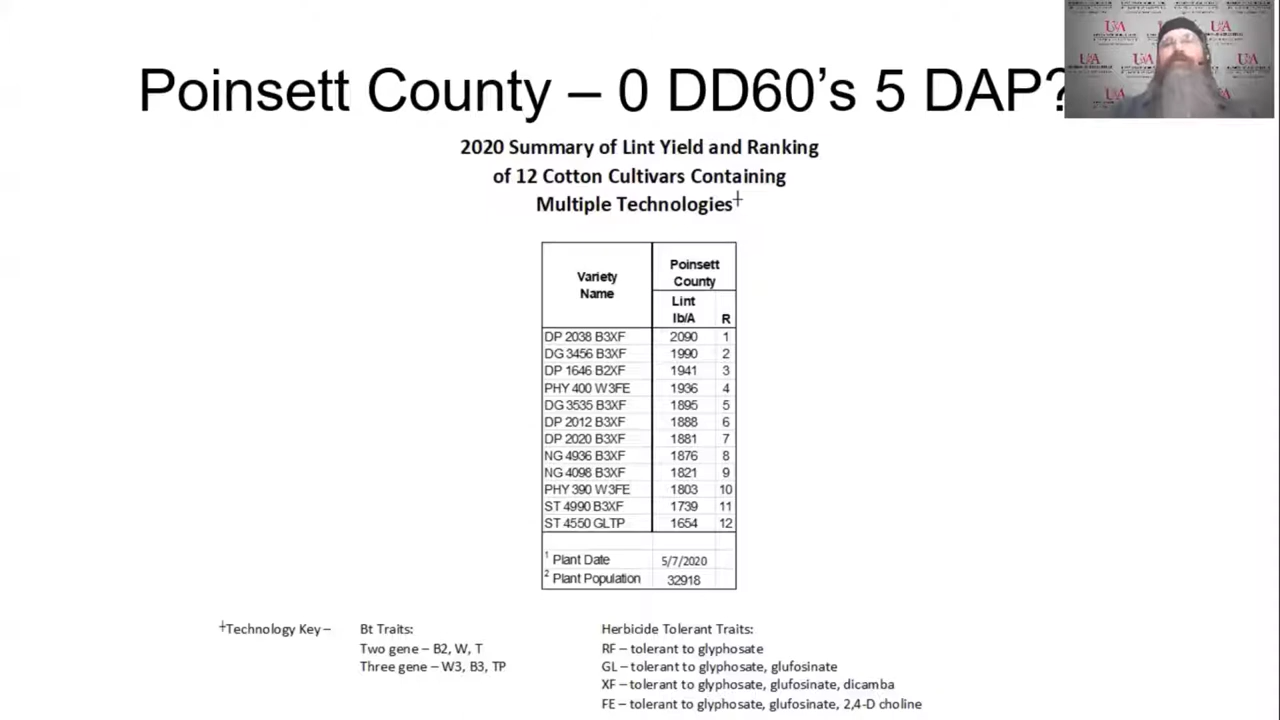 Poinsett County – 0 DD60's 5 DAP?
2020 Summary of Lint Yield and Ranking
of 12 Cotton Cultivars Containing
Multiple Technologies┼
Variety Name Poinsett County
Lint lb/A R
DP 2038 B3XF 2090 1
DG 3456 B3XF 1990 2
DP 1646 B2XF 1941 3
PHY 400 W3FE 1936 4
DG 3535 B3XF 1895 5
DP 2012 B3XF 1888 6
DP 2020 B3XF 1881 7
NG 4936 B3XF 1876 8
NG 4098 B3XF 1821 9
PHY 390 W3FE 1803 10
ST 4990 B3XF 1739 11
ST 4550 GLTP 1654 12
1 Plant Date 5/7/2020
2 Plant Population 32918
┼Technology Key – Bt Traits: Herbicide Tolerant Traits:
Two gene – B2, W, T RF – tolerant to glyphosate
Three gene – W3, B3, TP GL – tolerant to glyphosate, glufosinate
XF – tolerant to glyphosate, glufosinate, dicamba
FE – tolerant to glyphosate, glufosinate, 2,4-D choline